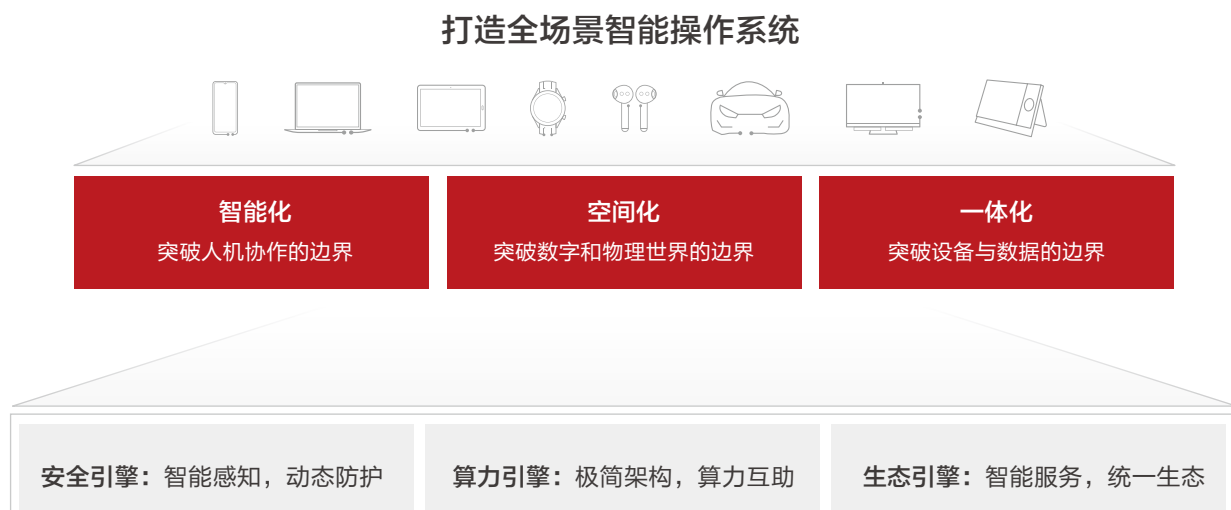 打造全场景智能操作系统
智能化
突破人机协作的边界
空间化
突破数字和物理世界的边界
一体化
突破设备与数据的边界
安全引擎：智能感知，动态防护
算力引擎：极简架构，算力互助
生态引擎：智能服务，统一生态